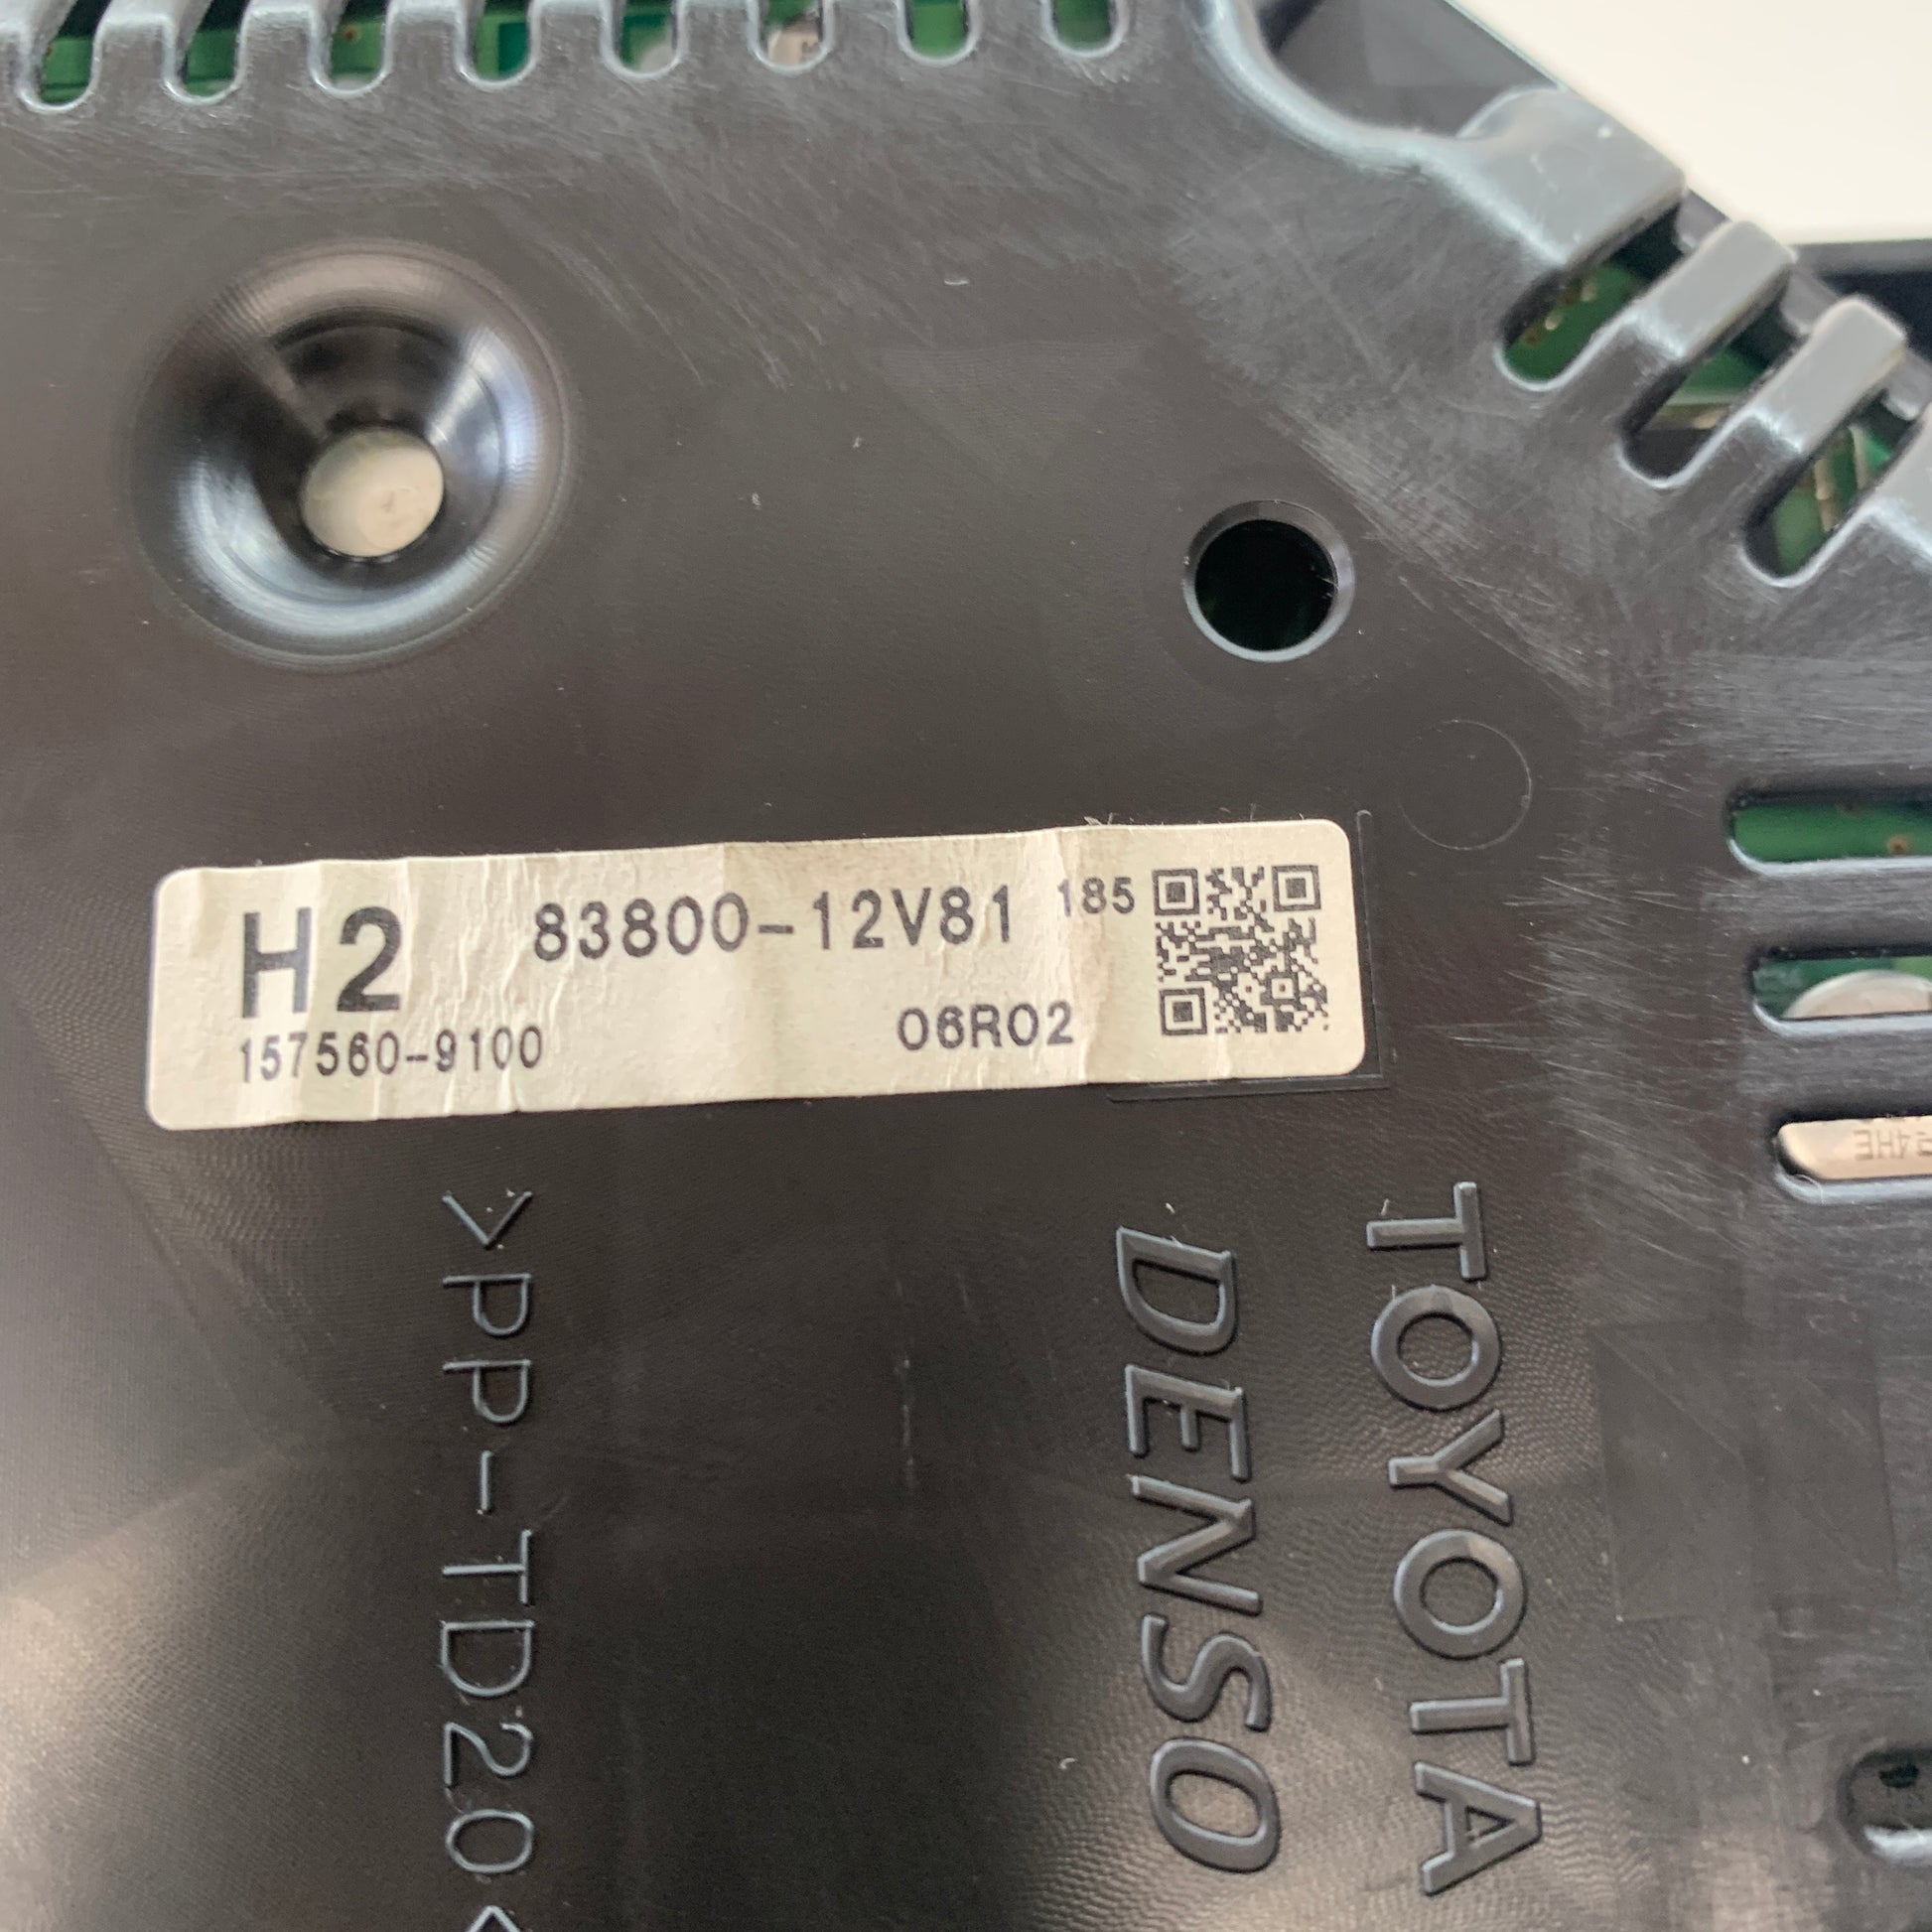 H2 83800-12V81 185
157560-9100 06R02
TOYOTA
DENSO
>PP-TD20<